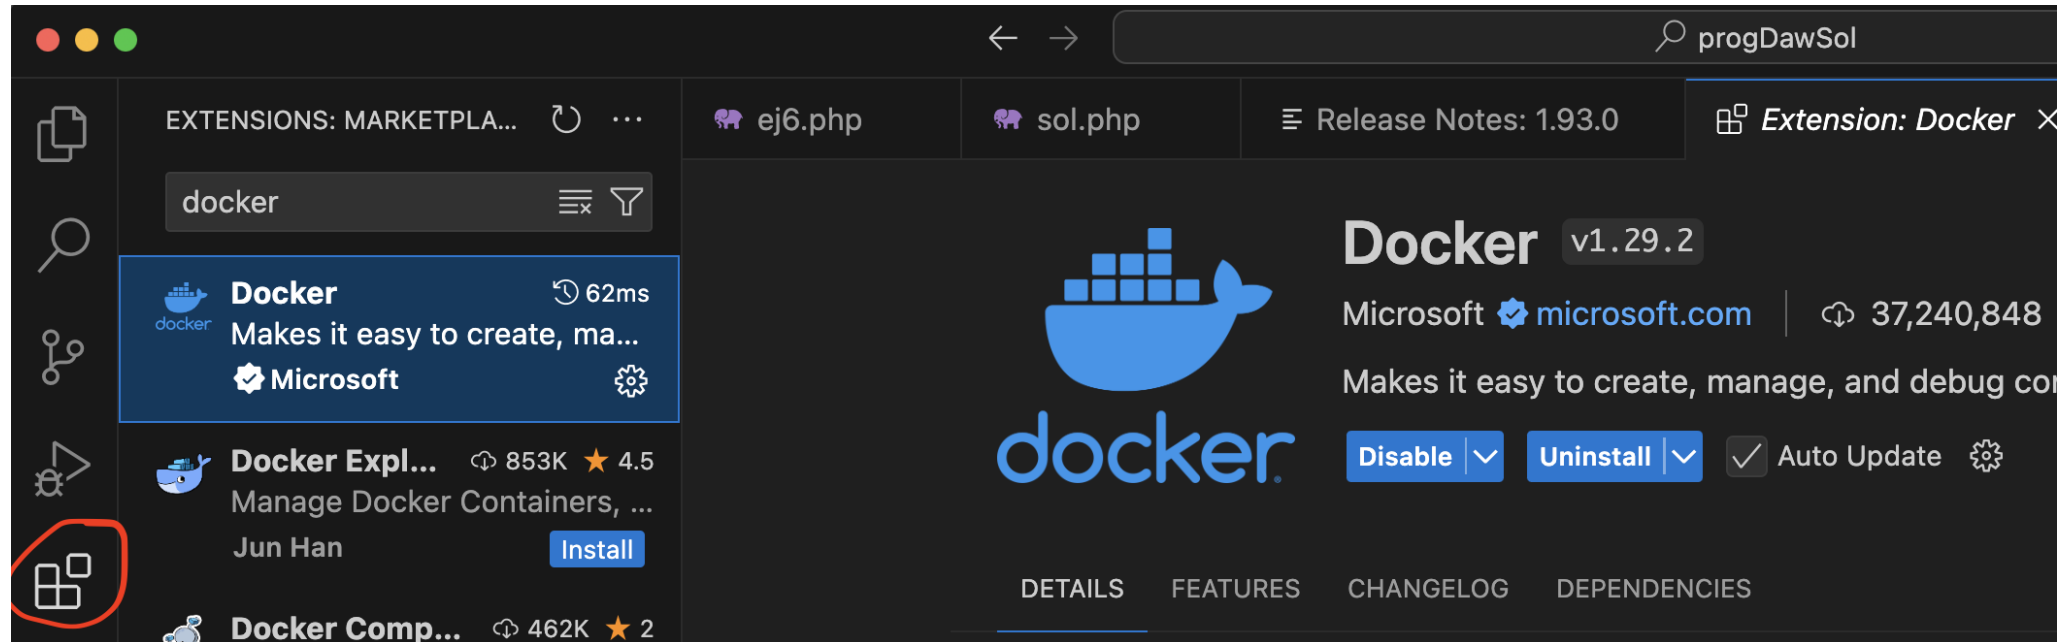 progDawSol
EXTENSIONS: MARKETPLA...
ej6.php
sol.php
Release Notes: 1.93.0
Extension: Docker
docker
docker
Docker
62ms
Makes it easy to create, ma...
Microsoft
Docker Expl...
853K
4.5
Manage Docker Containers, ...
Jun Han
Install
Docker Comp...
462K
2
docker
Docker
v1.29.2
Microsoft
microsoft.com
37,240,848
Makes it easy to create, manage, and debug con
Disable
Uninstall
Auto Update
DETAILS
FEATURES
CHANGELOG
DEPENDENCIES